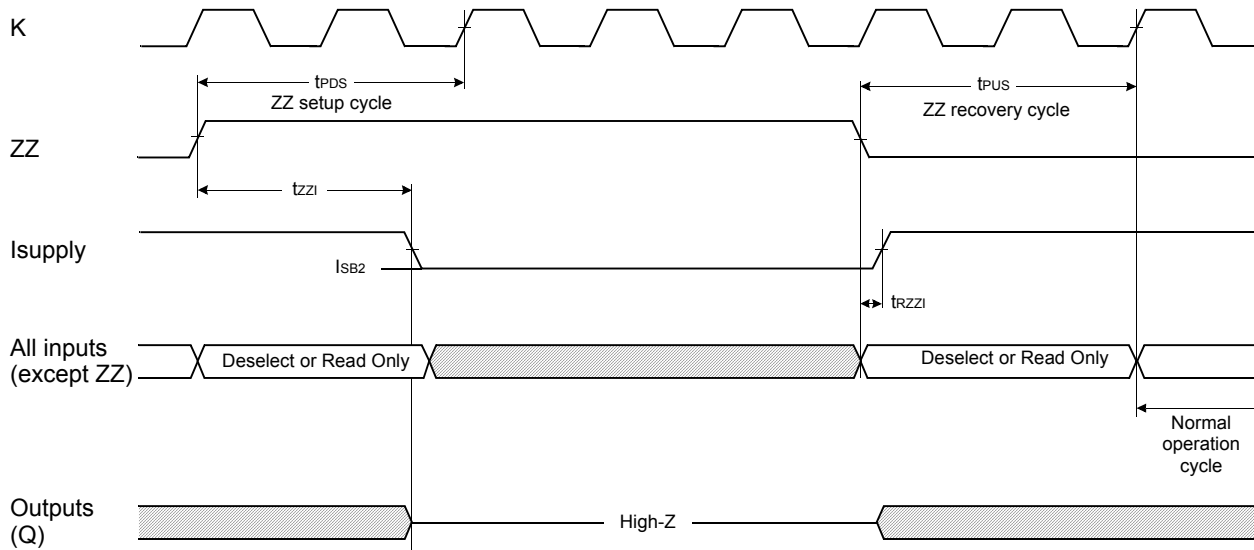 K
tPDS
ZZ setup cycle
tPUS
ZZ recovery cycle
ZZ
tZZI
Isupply
ISB2
tRZZI
All inputs
(except ZZ)
Deselect or Read Only
Deselect or Read Only
Normal
operation
cycle
Outputs
(Q)
High-Z